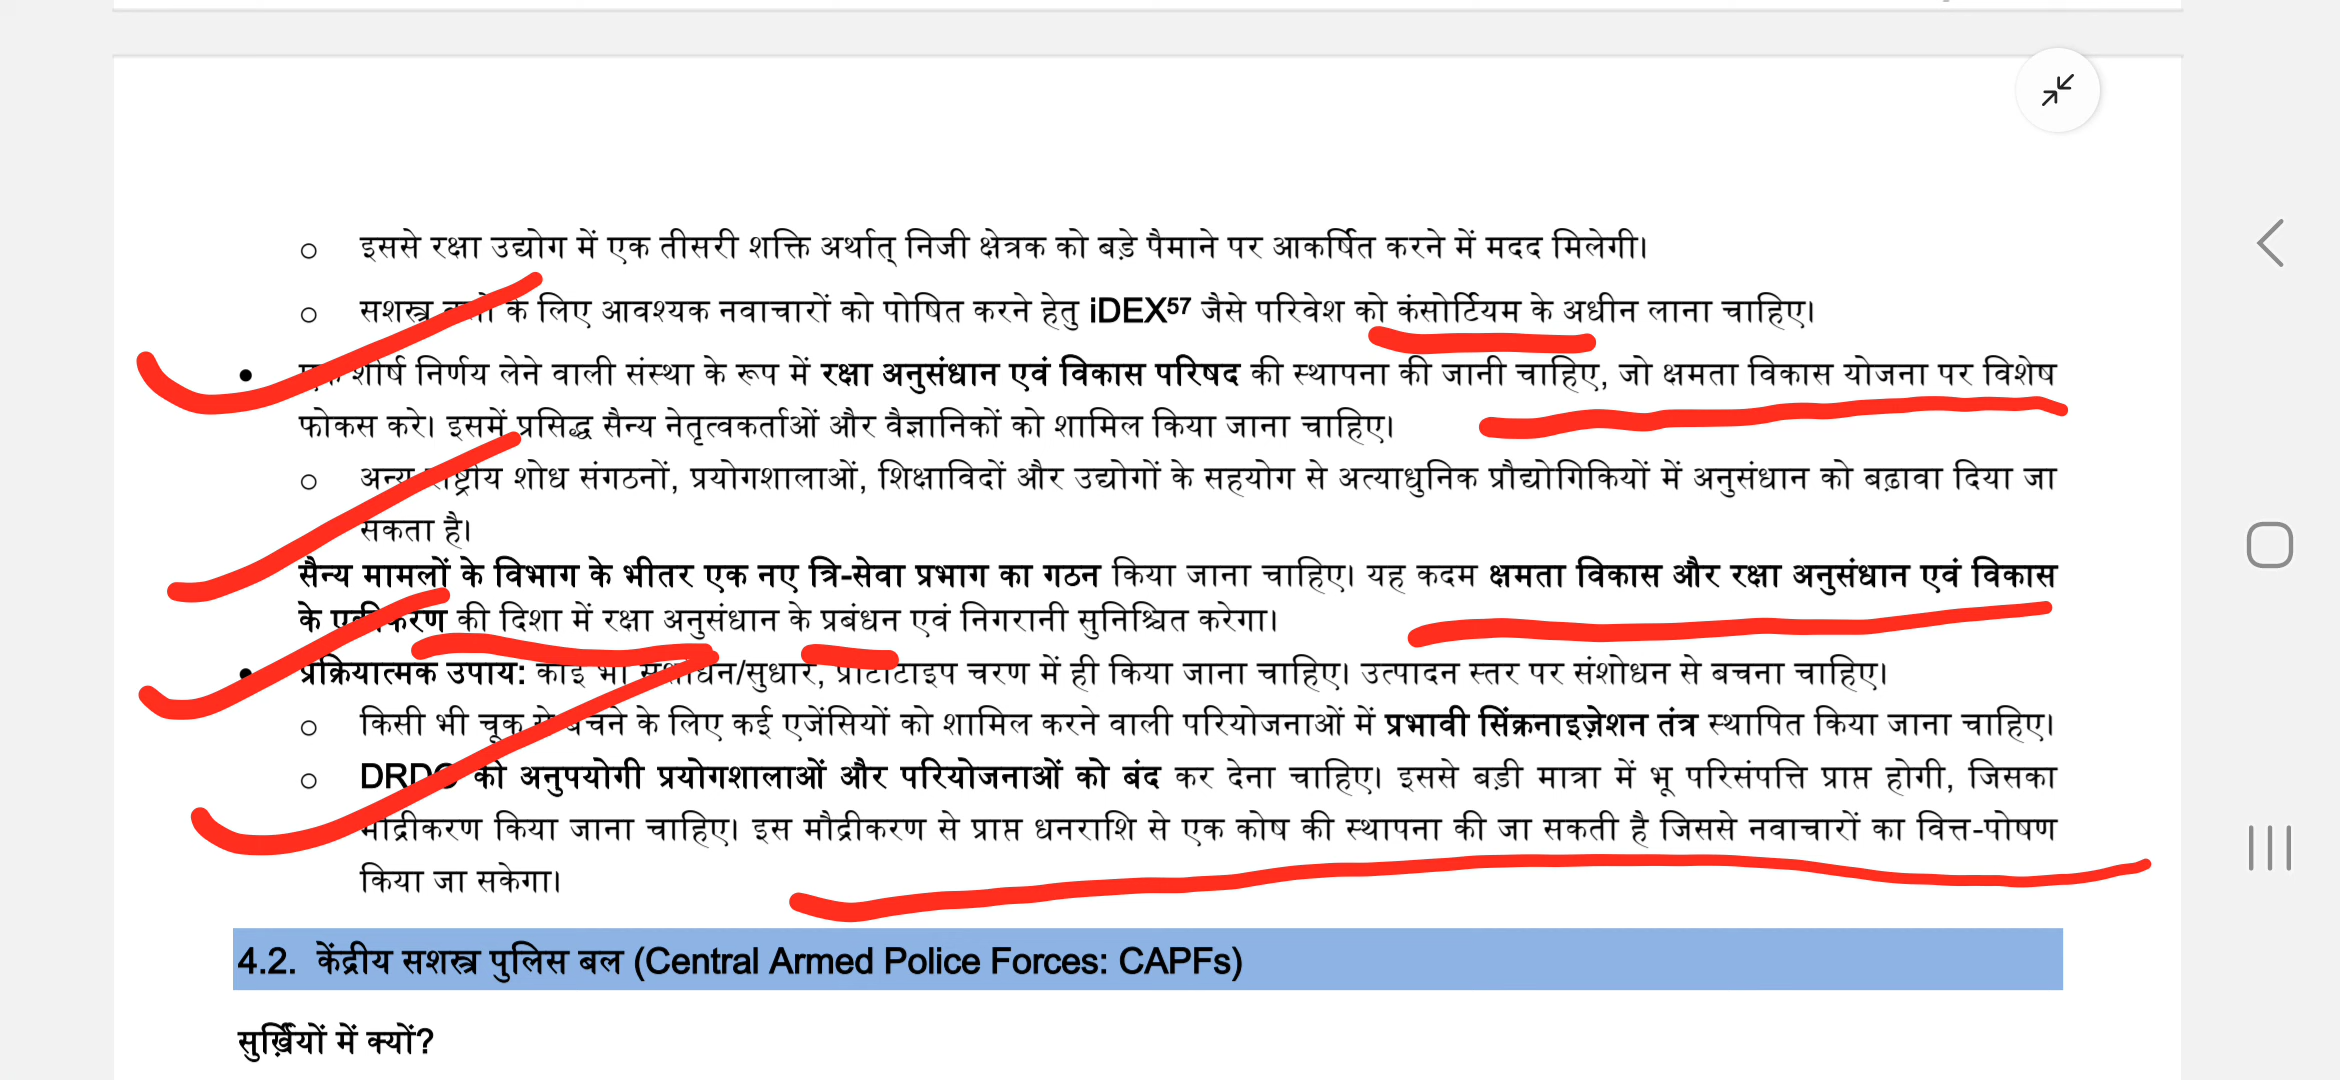 इससे रक्षा उद्योग में एक तीसरी शक्ति अर्थात् निजी क्षेत्रक को बड़े पैमाने पर आकर्षित करने में मदद मिलेगी।
सशस्त्र के लिए आवश्यक नवाचारों को पोषित करने हेतु iDEX57 जैसे परिवेश को कंसोर्टियम के अधीन लाना चाहिए।
शीर्ष निर्णय लेने वाली संस्था के रूप में रक्षा अनुसंधान एवं विकास परिषद की स्थापना की जानी चाहिए, जो क्षमता विकास योजना पर विशेष
फोकस करे। इसमें प्रसिद्ध सैन्य नेतृत्वकर्ताओं और वैज्ञानिकों को शामिल किया जाना चाहिए।
अन्य राष्ट्रीय शोध संगठनों, प्रयोगशालाओं, शिक्षाविदों और उद्योगों के सहयोग से अत्याधुनिक प्रौद्योगिकियों में अनुसंधान को बढ़ावा दिया जा
सकता है।
सैन्य मामलों के विभाग के भीतर एक नए त्रि-सेवा प्रभाग का गठन किया जाना चाहिए। यह कदम क्षमता विकास और रक्षा अनुसंधान एवं विकास
के एकीकरण की दिशा में रक्षा अनुसंधान के प्रबंधन एवं निगरानी सुनिश्चित करेगा।
प्रक्रियात्मक उपाय: कोई भी संशोधन/सुधार, प्रोटोटाइप चरण में ही किया जाना चाहिए। उत्पादन स्तर पर संशोधन से बचना चाहिए।
किसी भी चूक से बचने के लिए कई एजेंसियों को शामिल करने वाली परियोजनाओं में प्रभावी सिंक्रनाइज़ेशन तंत्र स्थापित किया जाना चाहिए।
DRDO को अनुपयोगी प्रयोगशालाओं और परियोजनाओं को बंद कर देना चाहिए। इससे बड़ी मात्रा में भू परिसंपत्ति प्राप्त होगी, जिसका
मौद्रीकरण किया जाना चाहिए। इस मौद्रीकरण से प्राप्त धनराशि से एक कोष की स्थापना की जा सकती है जिससे नवाचारों का वित्त-पोषण
किया जा सकेगा।
4.2. केंद्रीय सशस्त्र पुलिस बल (Central Armed Police Forces: CAPFs)
सुर्ख़ियों में क्यों?